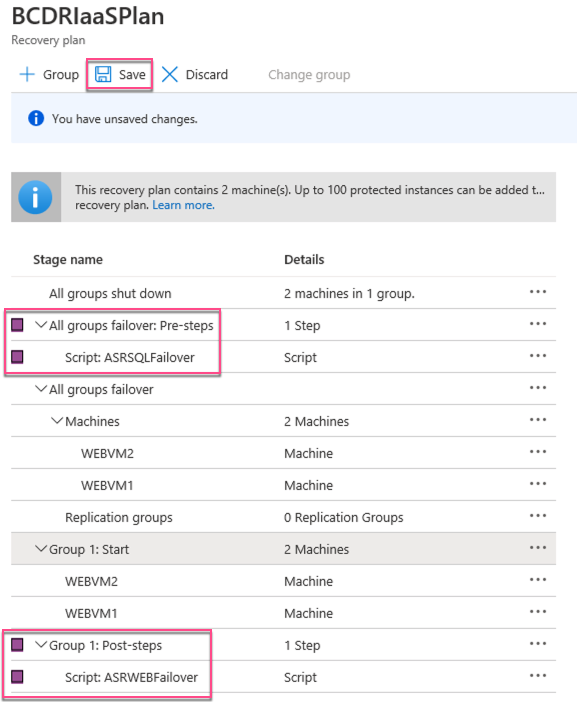 BCDRIaaSPlan
Recovery plan
Group Save Discard Change group
You have unsaved changes.
This recovery plan contains 2 machine(s). Up to 100 protected instances can be added t...
recovery plan. Learn more.
Stage name Details
All groups shut down 2 machines in 1 group.
All groups failover: Pre-steps 1 Step
Script: ASRSQLFailover Script
All groups failover
Machines 2 Machines
WEBVM2 Machine
WEBVM1 Machine
Replication groups 0 Replication Groups
Group 1: Start 2 Machines
WEBVM2 Machine
WEBVM1 Machine
Group 1: Post-steps 1 Step
Script: ASRWEBFailover Script